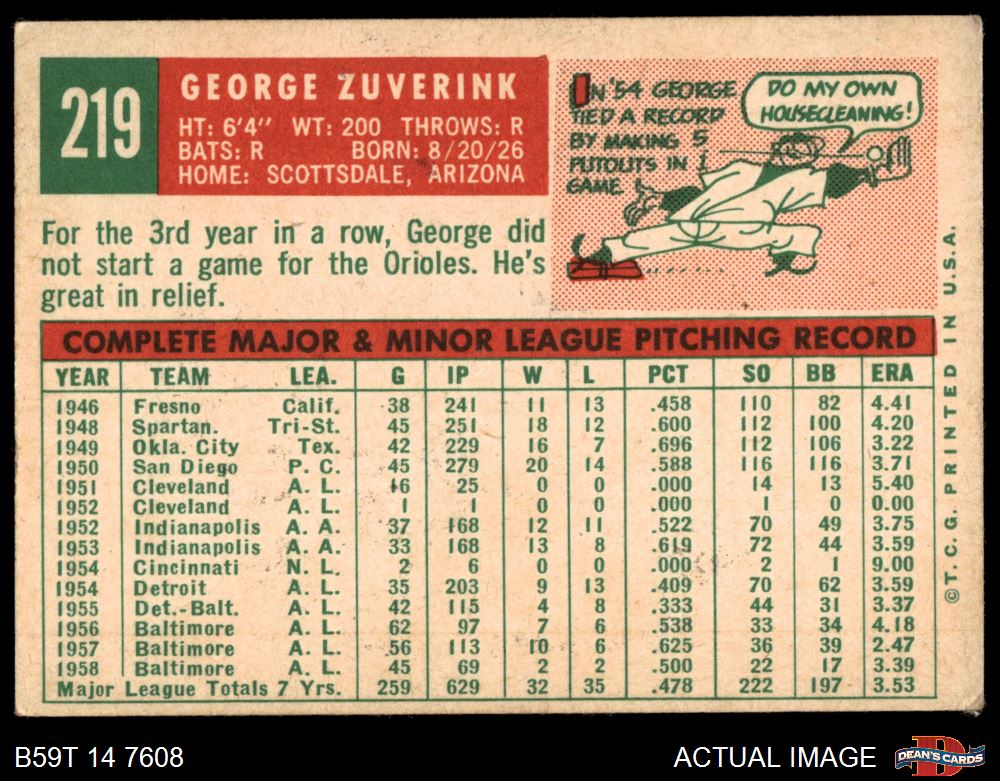 219
GEORGE ZUVERINK
HT: 6'4" WT: 200 THROWS: R
BATS: R BORN: 8/20/26
HOME: SCOTTSDALE, ARIZONA
IN '54 GEORGE
TIED A RECORD
BY MAKING 5
PUTOUTS IN 1
GAME
DO MY OWN
HOUSECLEANING!
For the 3rd year in a row, George did
not start a game for the Orioles. He's
great in relief.
COMPLETE MAJOR & MINOR LEAGUE PITCHING RECORD
YEAR TEAM LEA. G IP W L PCT SO BB ERA
1946 Fresno Calif. 38 241 11 13 .458 110 82 4.41
1948 Spartan. Tri-St. 45 251 18 12 .600 112 100 4.20
1949 Okla. City Tex. 42 229 16 7 .696 112 106 3.22
1950 San Diego P. C. 45 279 20 14 .588 116 116 3.71
1951 Cleveland A. L. 16 25 0 0 .000 14 13 5.40
1952 Cleveland A. L. 1 1 0 0 .000 1 0 0.00
1952 Indianapolis A. A. 37 168 12 11 .522 70 49 3.75
1953 Indianapolis A. A. 33 168 13 8 .619 72 44 3.59
1954 Cincinnati N. L. 2 6 0 0 .000 2 1 9.00
1954 Detroit A. L. 35 203 9 13 .409 70 62 3.59
1955 Det.-Balt. A. L. 42 115 4 8 .333 44 31 3.37
1956 Baltimore A. L. 62 97 7 6 .538 33 34 4.18
1957 Baltimore A. L. 56 113 10 6 .625 36 39 2.47
1958 Baltimore A. L. 45 69 2 2 .500 22 17 3.39
Major League Totals 7 Yrs. 259 629 32 35 .478 222 197 3.53
©T.C.G. PRINTED IN U.S.A.
B59T 14 7608
ACTUAL IMAGE
DEAN'S CARDS